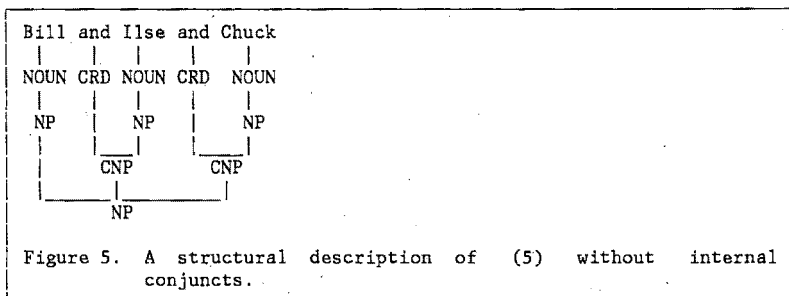 Bill and Ilse and Chuck
NOUN CRD NOUN CRD NOUN
NP NP NP
CNP CNP
NP
Figure 5. A structural description of (5) without internal
conjuncts.